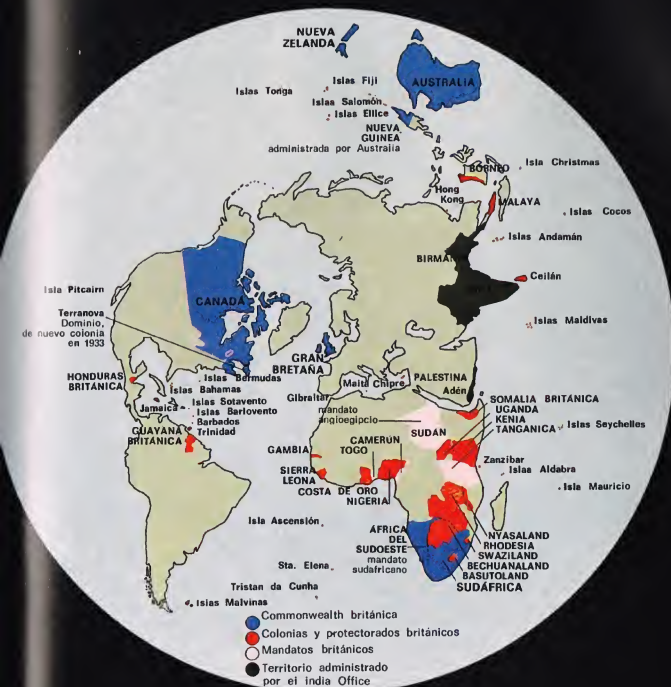 NUEVA
ZELANDA
AUSTRALIA
Islas Fiji
Islas Tonga
Islas Salomón
Islas Ellice
NUEVA
GUINEA
administrada por Australia
BORNEO
Isla Christmas
Hong
Kong
MALAYA
Islas Cocos
Islas Andamán
BIRMANIA
Ceilán
Islas Maldivas
Isla Pitcairn
CANADÁ
Terranova
Dominio,
de nuevo colonia
en 1933
GRAN
BRETAÑA
HONDURAS
BRITÁNICA
Islas Bermudas
Islas Bahamas
Islas Sotavento
Jamaica
Islas Barlovento
Barbados
Trinidad
GUAYANA
BRITÁNICA
Gibraltar
Malta Chipre
PALESTINA
Adén
mandato
angloegipcio
SUDÁN
SOMALIA BRITÁNICA
UGANDA
KENIA
TANGANICA
Islas Seychelles
CAMERÚN
TOGO
GAMBIA
SIERRA
LEONA
COSTA DE ORO
NIGERIA
Zanzibar
Islas Aldabra
Isla Mauricio
Isla Ascensión
ÁFRICA
DEL
SUDOESTE
mandato
sudafricano
NYASALAND
RHODESIA
SWAZILAND
BECHUANALAND
BASUTOLAND
SUDÁFRICA
Sta. Elena
Tristan da Cunha
Islas Malvinas
Commonwealth británica
Colonias y protectorados británicos
Mandatos británicos
Territorio administrado
por el india Office